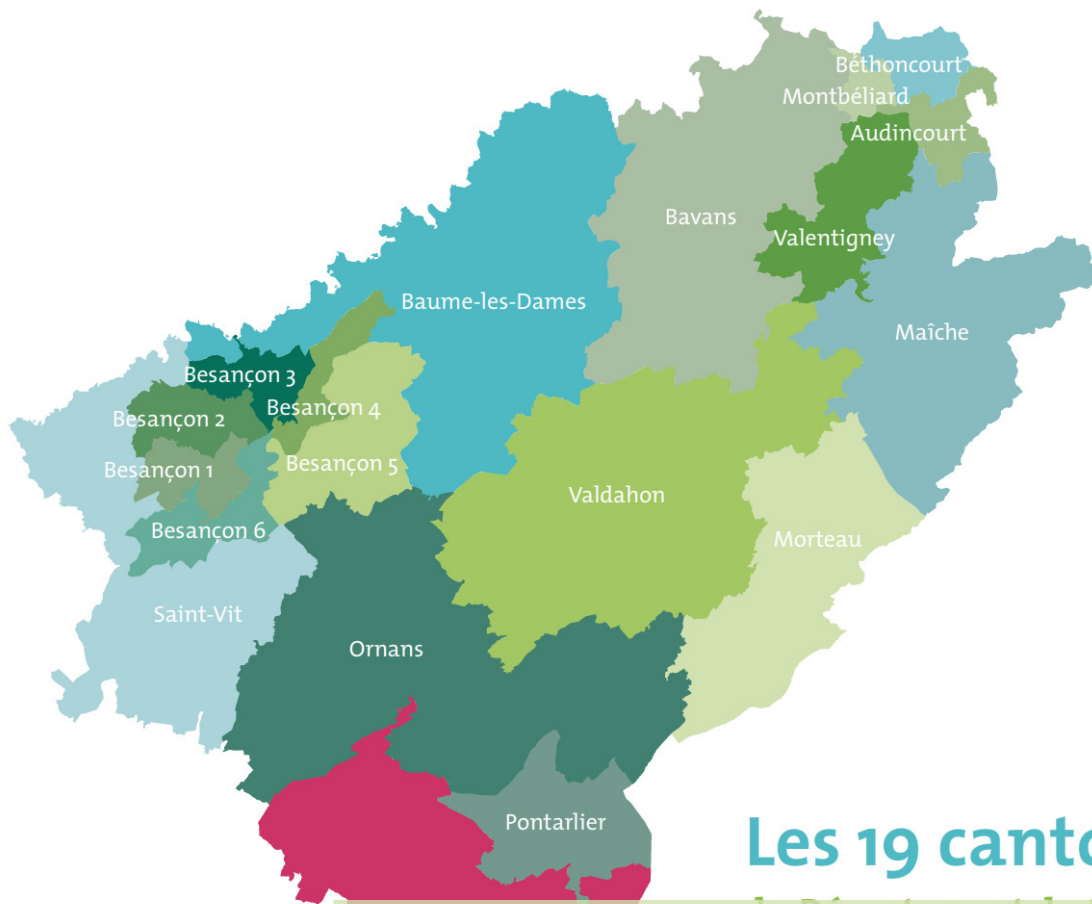 Béthoncourt
Montbéliard
Audincourt
Bavans
Valentigney
Baume-les-Dames
Maîche
Besançon 3
Besançon 4
Besançon 2
Besançon 5
Besançon 1
Valdahon
Besançon 6
Morteau
Saint-Vit
Ornans
Pontarlier
Les 19 canto